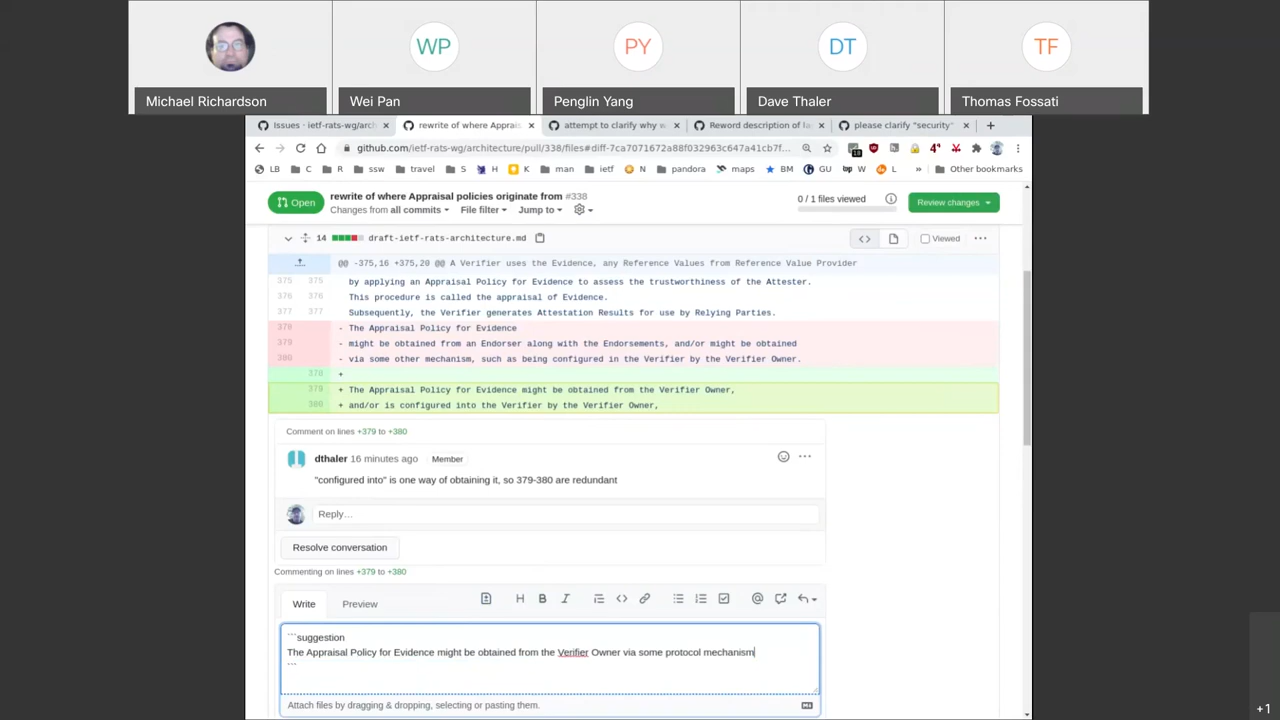 WP
PY
DT
TF
Michael Richardson
Wei Pan
Penglin Yang
Dave Thaler
Thomas Fossati
Issues · ietf-rats-wg/arch
rewrite of where Apprais
attempt to clarify why v
Reword description of la
please clarify "security"
github.com/ietf-rats-wg/architecture/pull/338/files#diff-7ca7071672a88f032963c647a41cb7f...
LB
C
R
ssw
travel
S
H
K
man
ietf
N
pandora
maps
BM
GU
W
L
»
Other bookmarks
Open
rewrite of where Appraisal policies originate from #338
Changes from all commits
File filter
Jump to
0 / 1 files viewed
Review changes
14
draft-ietf-rats-architecture.md
Viewed
@@ -375,16 +375,20 @@ A Verifier uses the Evidence, any Reference Values from Reference Value Provider
375 375 by applying an Appraisal Policy for Evidence to assess the trustworthiness of the Attester.
376 376 This procedure is called the appraisal of Evidence.
377 377 Subsequently, the Verifier generates Attestation Results for use by Relying Parties.
378 - The Appraisal Policy for Evidence
379 - might be obtained from an Endorser along with the Endorsements, and/or might be obtained
380 - via some other mechanism, such as being configured in the Verifier by the Verifier Owner.
378 +
379 + The Appraisal Policy for Evidence might be obtained from the Verifier Owner,
380 + and/or is configured into the Verifier by the Verifier Owner,
Comment on lines +379 to +380
dthaler 16 minutes ago Member
"configured into" is one way of obtaining it, so 379-380 are redundant
Reply…
Resolve conversation
Commenting on lines +379 to +380
Write
Preview
```suggestion
The Appraisal Policy for Evidence might be obtained from the Verifier Owner via some protocol mechanism
```
Attach files by dragging & dropping, selecting or pasting them.
+1